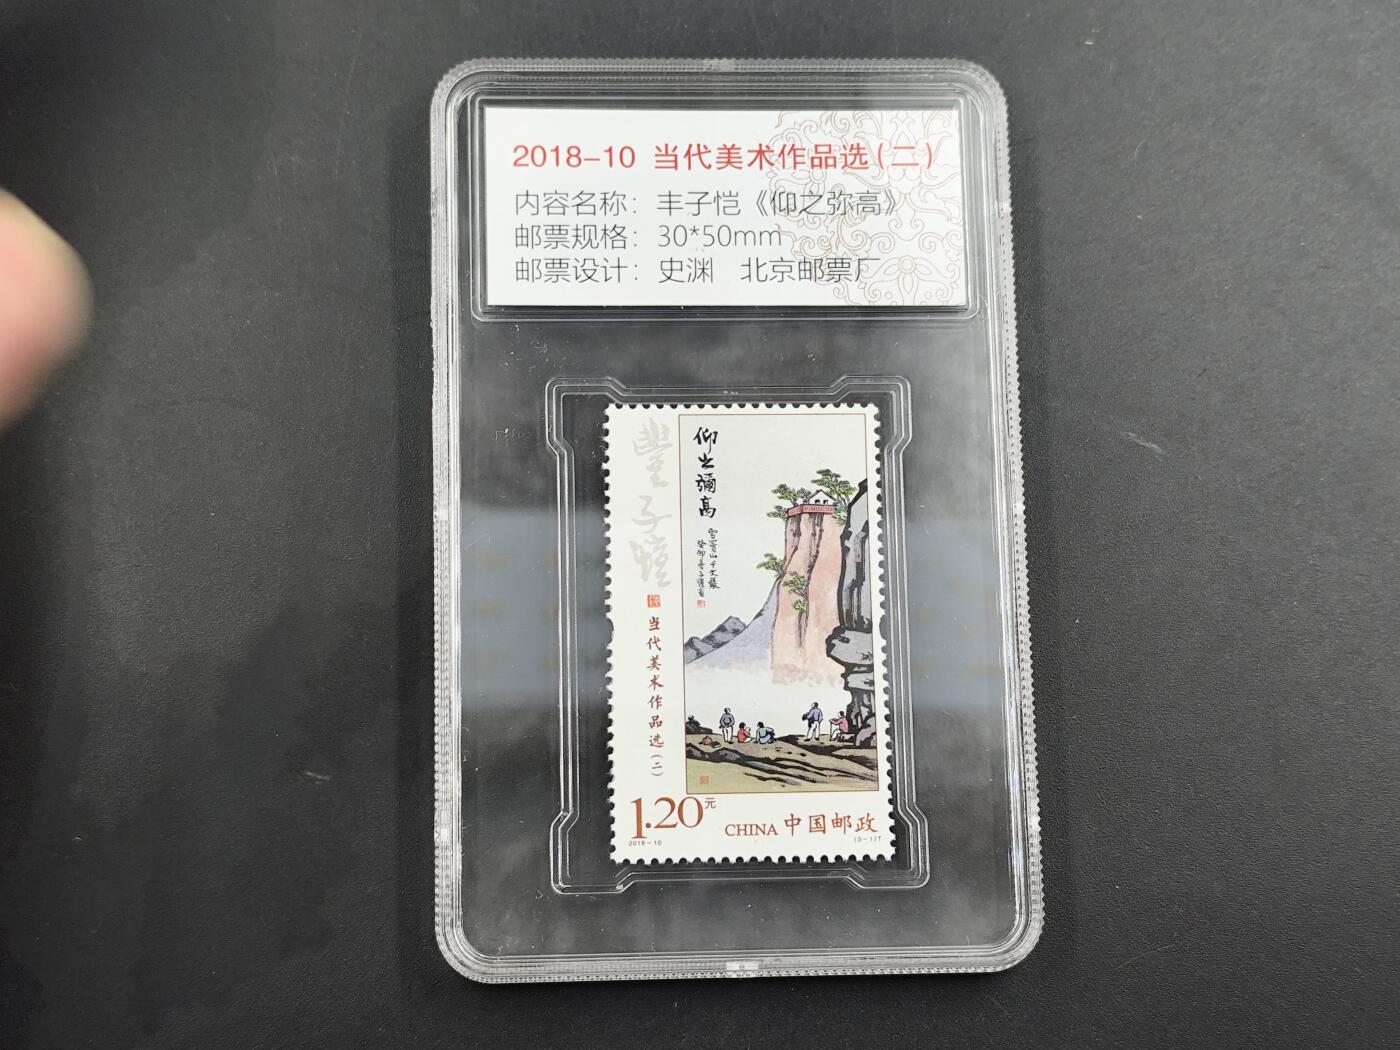 2018-10 当代美术作品选(二)
内容名称：丰子恺《仰之弥高》
邮票规格：30*50mm
邮票设计：史渊 北京邮票厂
豐子愷
仰之彌高
当代美术作品选(二)
1.20元
2018-10
CHINA 中国邮政
(3-1)T